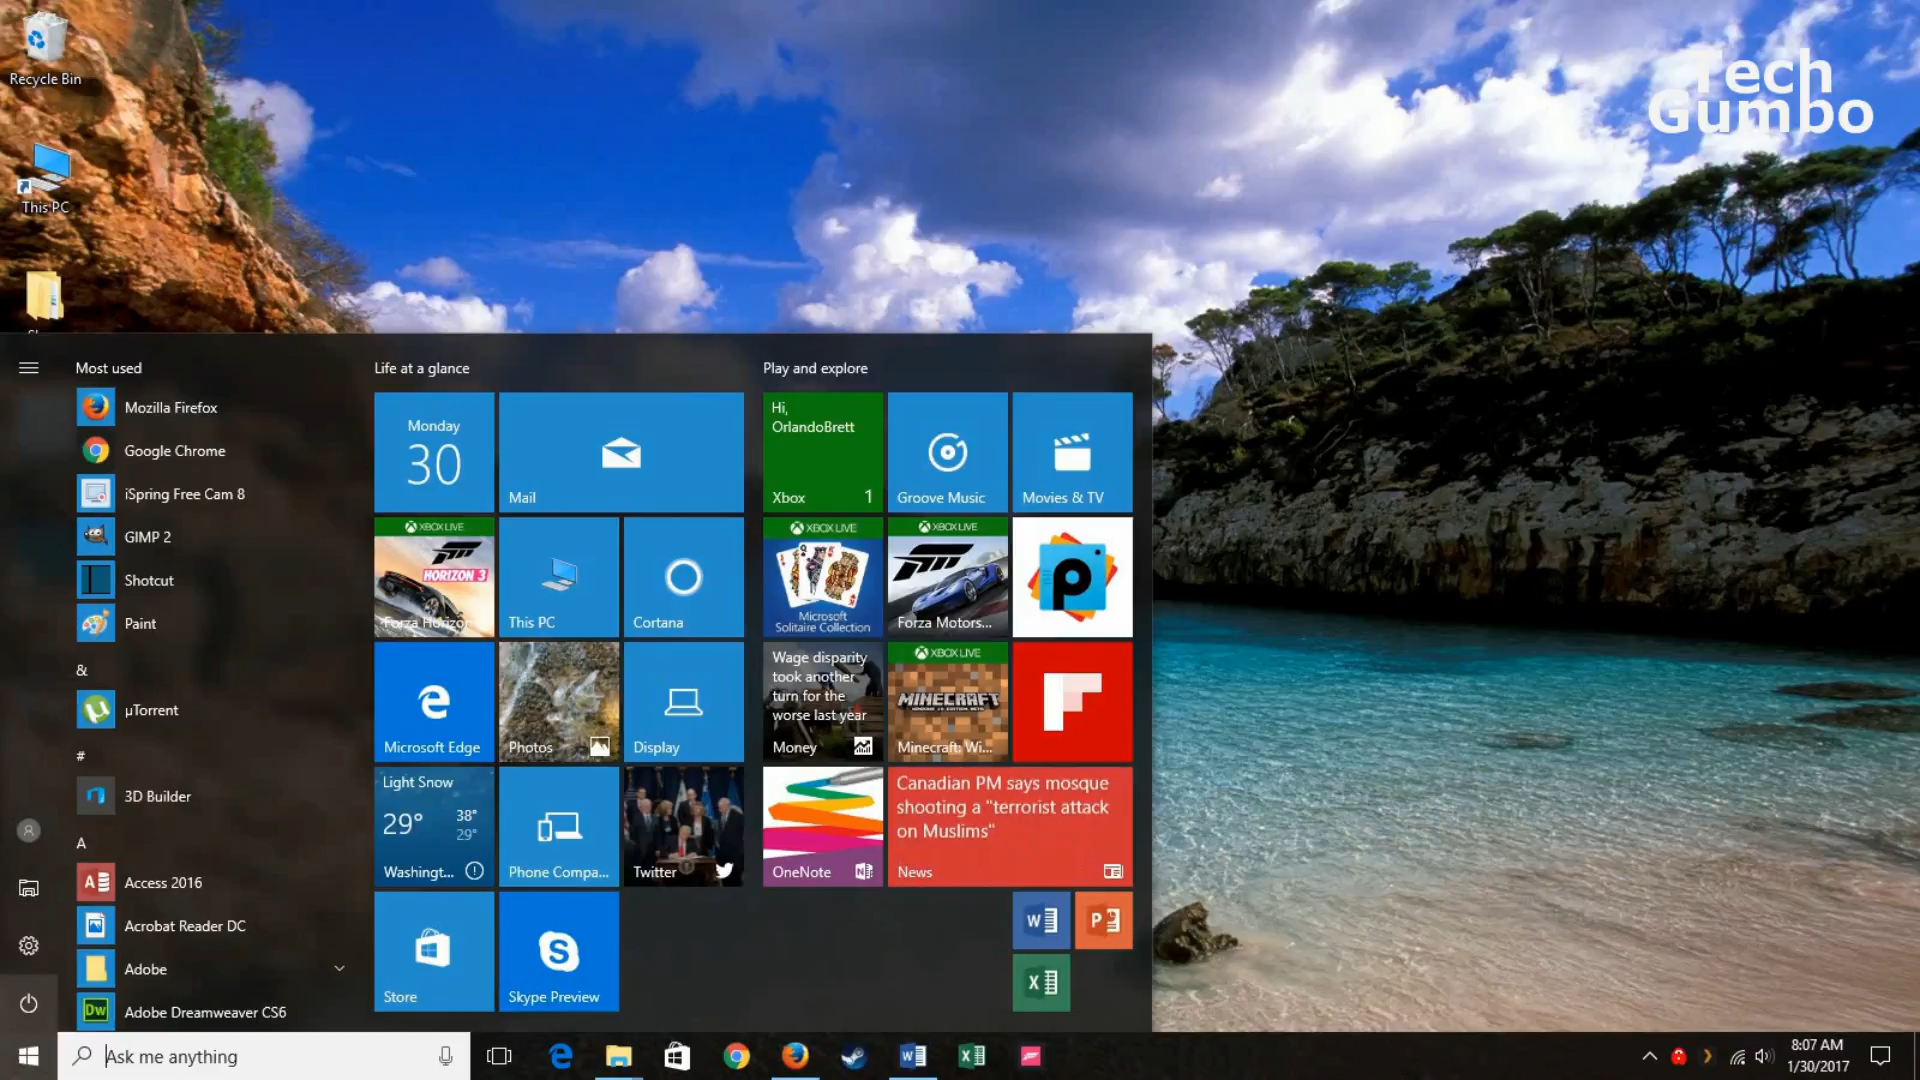 Recycle Bin
This PC
Tech
Gumbo
Most used
Mozilla Firefox
Google Chrome
iSpring Free Cam 8
GIMP 2
Shotcut
Paint
&
µTorrent
#
3D Builder
A
Access 2016
Acrobat Reader DC
Adobe
Dw
Adobe Dreamweaver CS6
Life at a glance
Monday
30
Mail
XBOX LIVE
HORIZON 3
Forza Horizon
This PC
Cortana
Microsoft Edge
Photos
Display
Light Snow
29° 38°
29°
Washingt...
Phone Compa...
Twitter
Store
Skype Preview
Play and explore
Hi,
OrlandoBrett
Xbox 1
Groove Music
Movies & TV
XBOX LIVE
Microsoft
Solitaire Collection
XBOX LIVE
Forza Motors...
Wage disparity
took another
turn for the
worse last year
Money
XBOX LIVE
MINECRAFT
Minecraft: Wi...
OneNote
Canadian PM says mosque
shooting a "terrorist attack
on Muslims"
News
Ask me anything
8:07 AM
1/30/2017